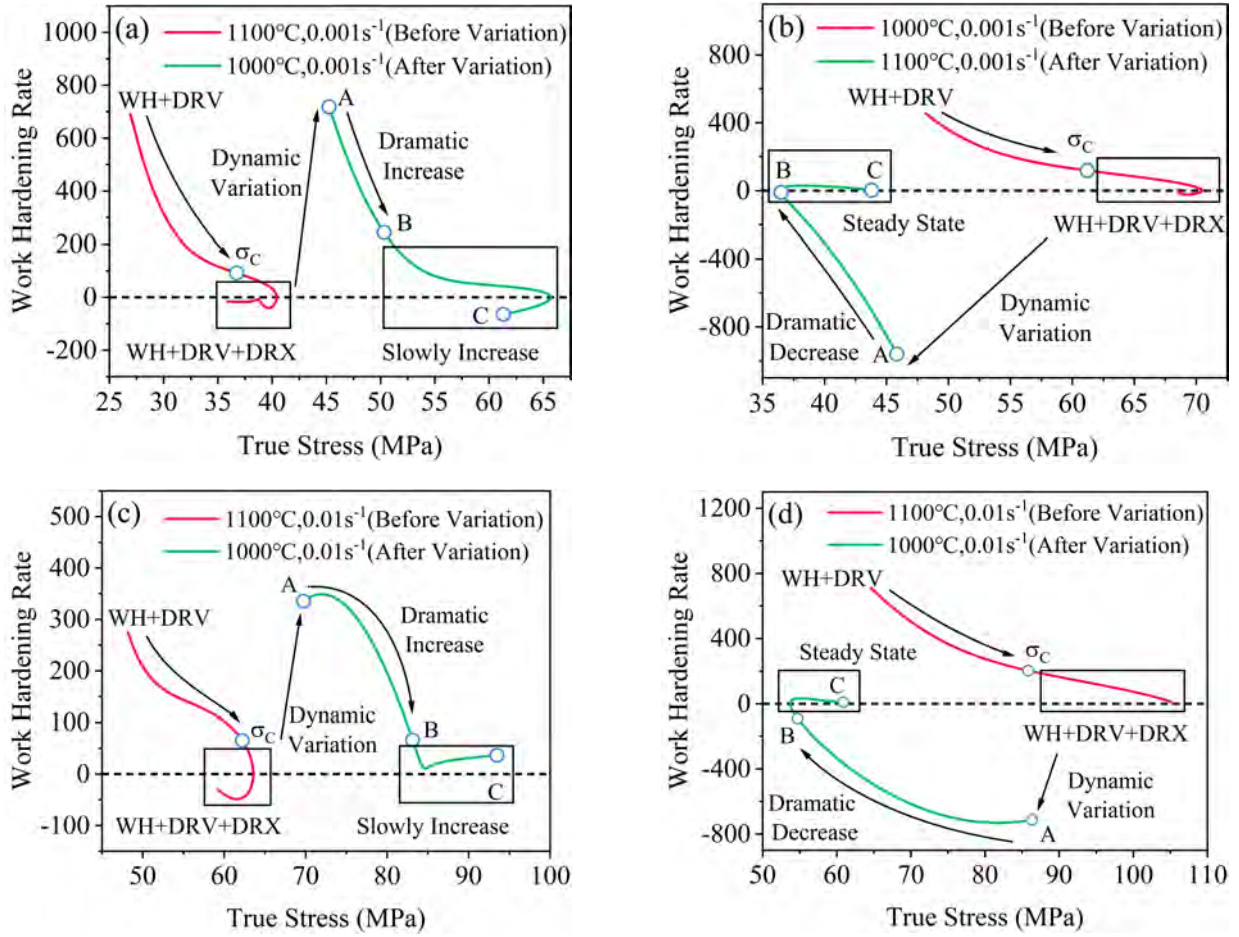 (a)
1100°C,0.001s⁻¹(Before Variation)
1000°C,0.001s⁻¹(After Variation)
WH+DRV
A
Dynamic
Variation
Dramatic
Increase
B
σC
C
WH+DRV+DRX
Slowly Increase
1000
800
600
400
200
0
-200
25 30 35 40 45 50 55 60 65
Work Hardening Rate
True Stress (MPa)
(b)
1000°C,0.001s⁻¹(Before Variation)
1100°C,0.001s⁻¹(After Variation)
WH+DRV
σC
B
C
Steady State
WH+DRV+DRX
Dramatic
Decrease
A
Dynamic
Variation
800
400
0
-400
-800
35 40 45 50 55 60 65 70
Work Hardening Rate
True Stress (MPa)
(c)
1100°C,0.01s⁻¹(Before Variation)
1000°C,0.01s⁻¹(After Variation)
A
WH+DRV
Dramatic
Increase
σC
Dynamic
Variation
B
C
WH+DRV+DRX
Slowly Increase
500
400
300
200
100
0
-100
50 60 70 80 90 100
Work Hardening Rate
True Stress (MPa)
(d)
1100°C,0.01s⁻¹(Before Variation)
1000°C,0.01s⁻¹(After Variation)
WH+DRV
Steady State
σC
C
B
WH+DRV+DRX
Dramatic
Decrease
Dynamic
Variation
A
1200
800
400
0
-400
-800
50 60 70 80 90 100 110
Work Hardening Rate
True Stress (MPa)